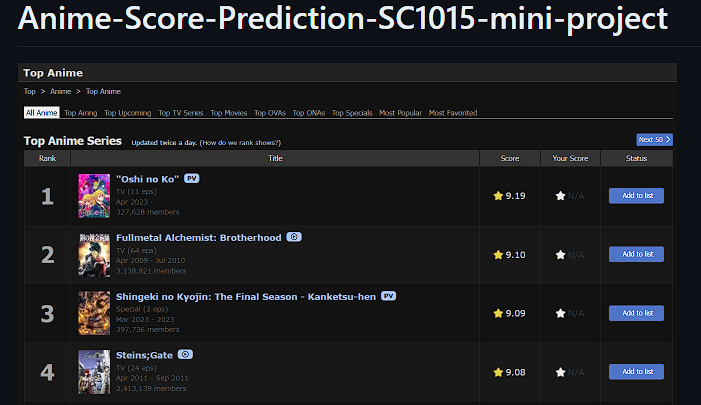 Anime-Score-Prediction-SC1015-mini-project
Top Anime
Top > Anime > Top Anime
All Anime Top Airing Top Upcoming Top TV Series Top Movies Top OVAs Top ONAs Top Specials Most Popular Most Favorited
Top Anime Series Updated twice a day. (How do we rank shows?) Next 50 >
Rank Title Score Your Score Status
1 "Oshi no Ko" PV 9.19 N/A Add to list
TV (11 eps)
Apr 2023 -
327,628 members
2 Fullmetal Alchemist: Brotherhood 9.10 N/A Add to list
TV (64 eps)
Apr 2009 - Jul 2010
3,138,821 members
3 Shingeki no Kyojin: The Final Season - Kanketsu-hen PV 9.09 N/A Add to list
Special (2 eps)
Mar 2023 - 2023
397,736 members
4 Steins;Gate 9.08 N/A Add to list
TV (24 eps)
Apr 2011 - Sep 2011
2,413,139 members